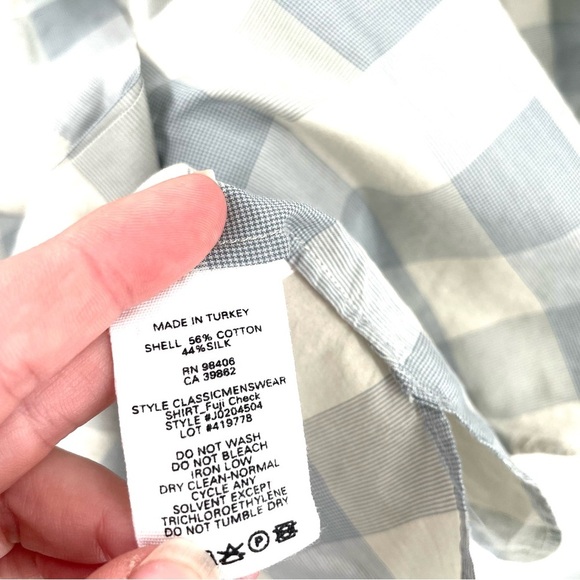 MADE IN TURKEY
SHELL 56% COTTON
44%SILK
RN 98406
CA 39882
STYLE CLASSICMENSWEAR
SHIRT_Fuji Check
STYLE #J0204504
LOT #419778
DO NOT WASH
DO NOT BLEACH
IRON LOW
DRY CLEAN-NORMAL
CYCLE ANY
SOLVENT EXCEPT
TRICHLOROETHYLENE
DO NOT TUMBLE DRY
P